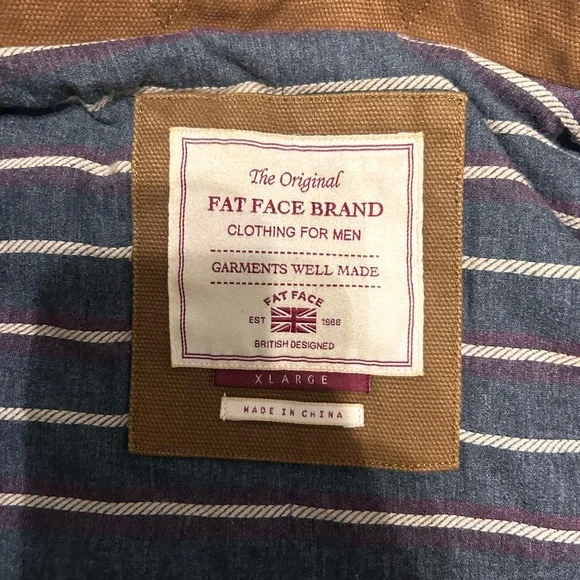 The Original
FAT FACE BRAND
CLOTHING FOR MEN
GARMENTS WELL MADE
FAT FACE
EST 1988
BRITISH DESIGNED
XLARGE
MADE IN CHINA